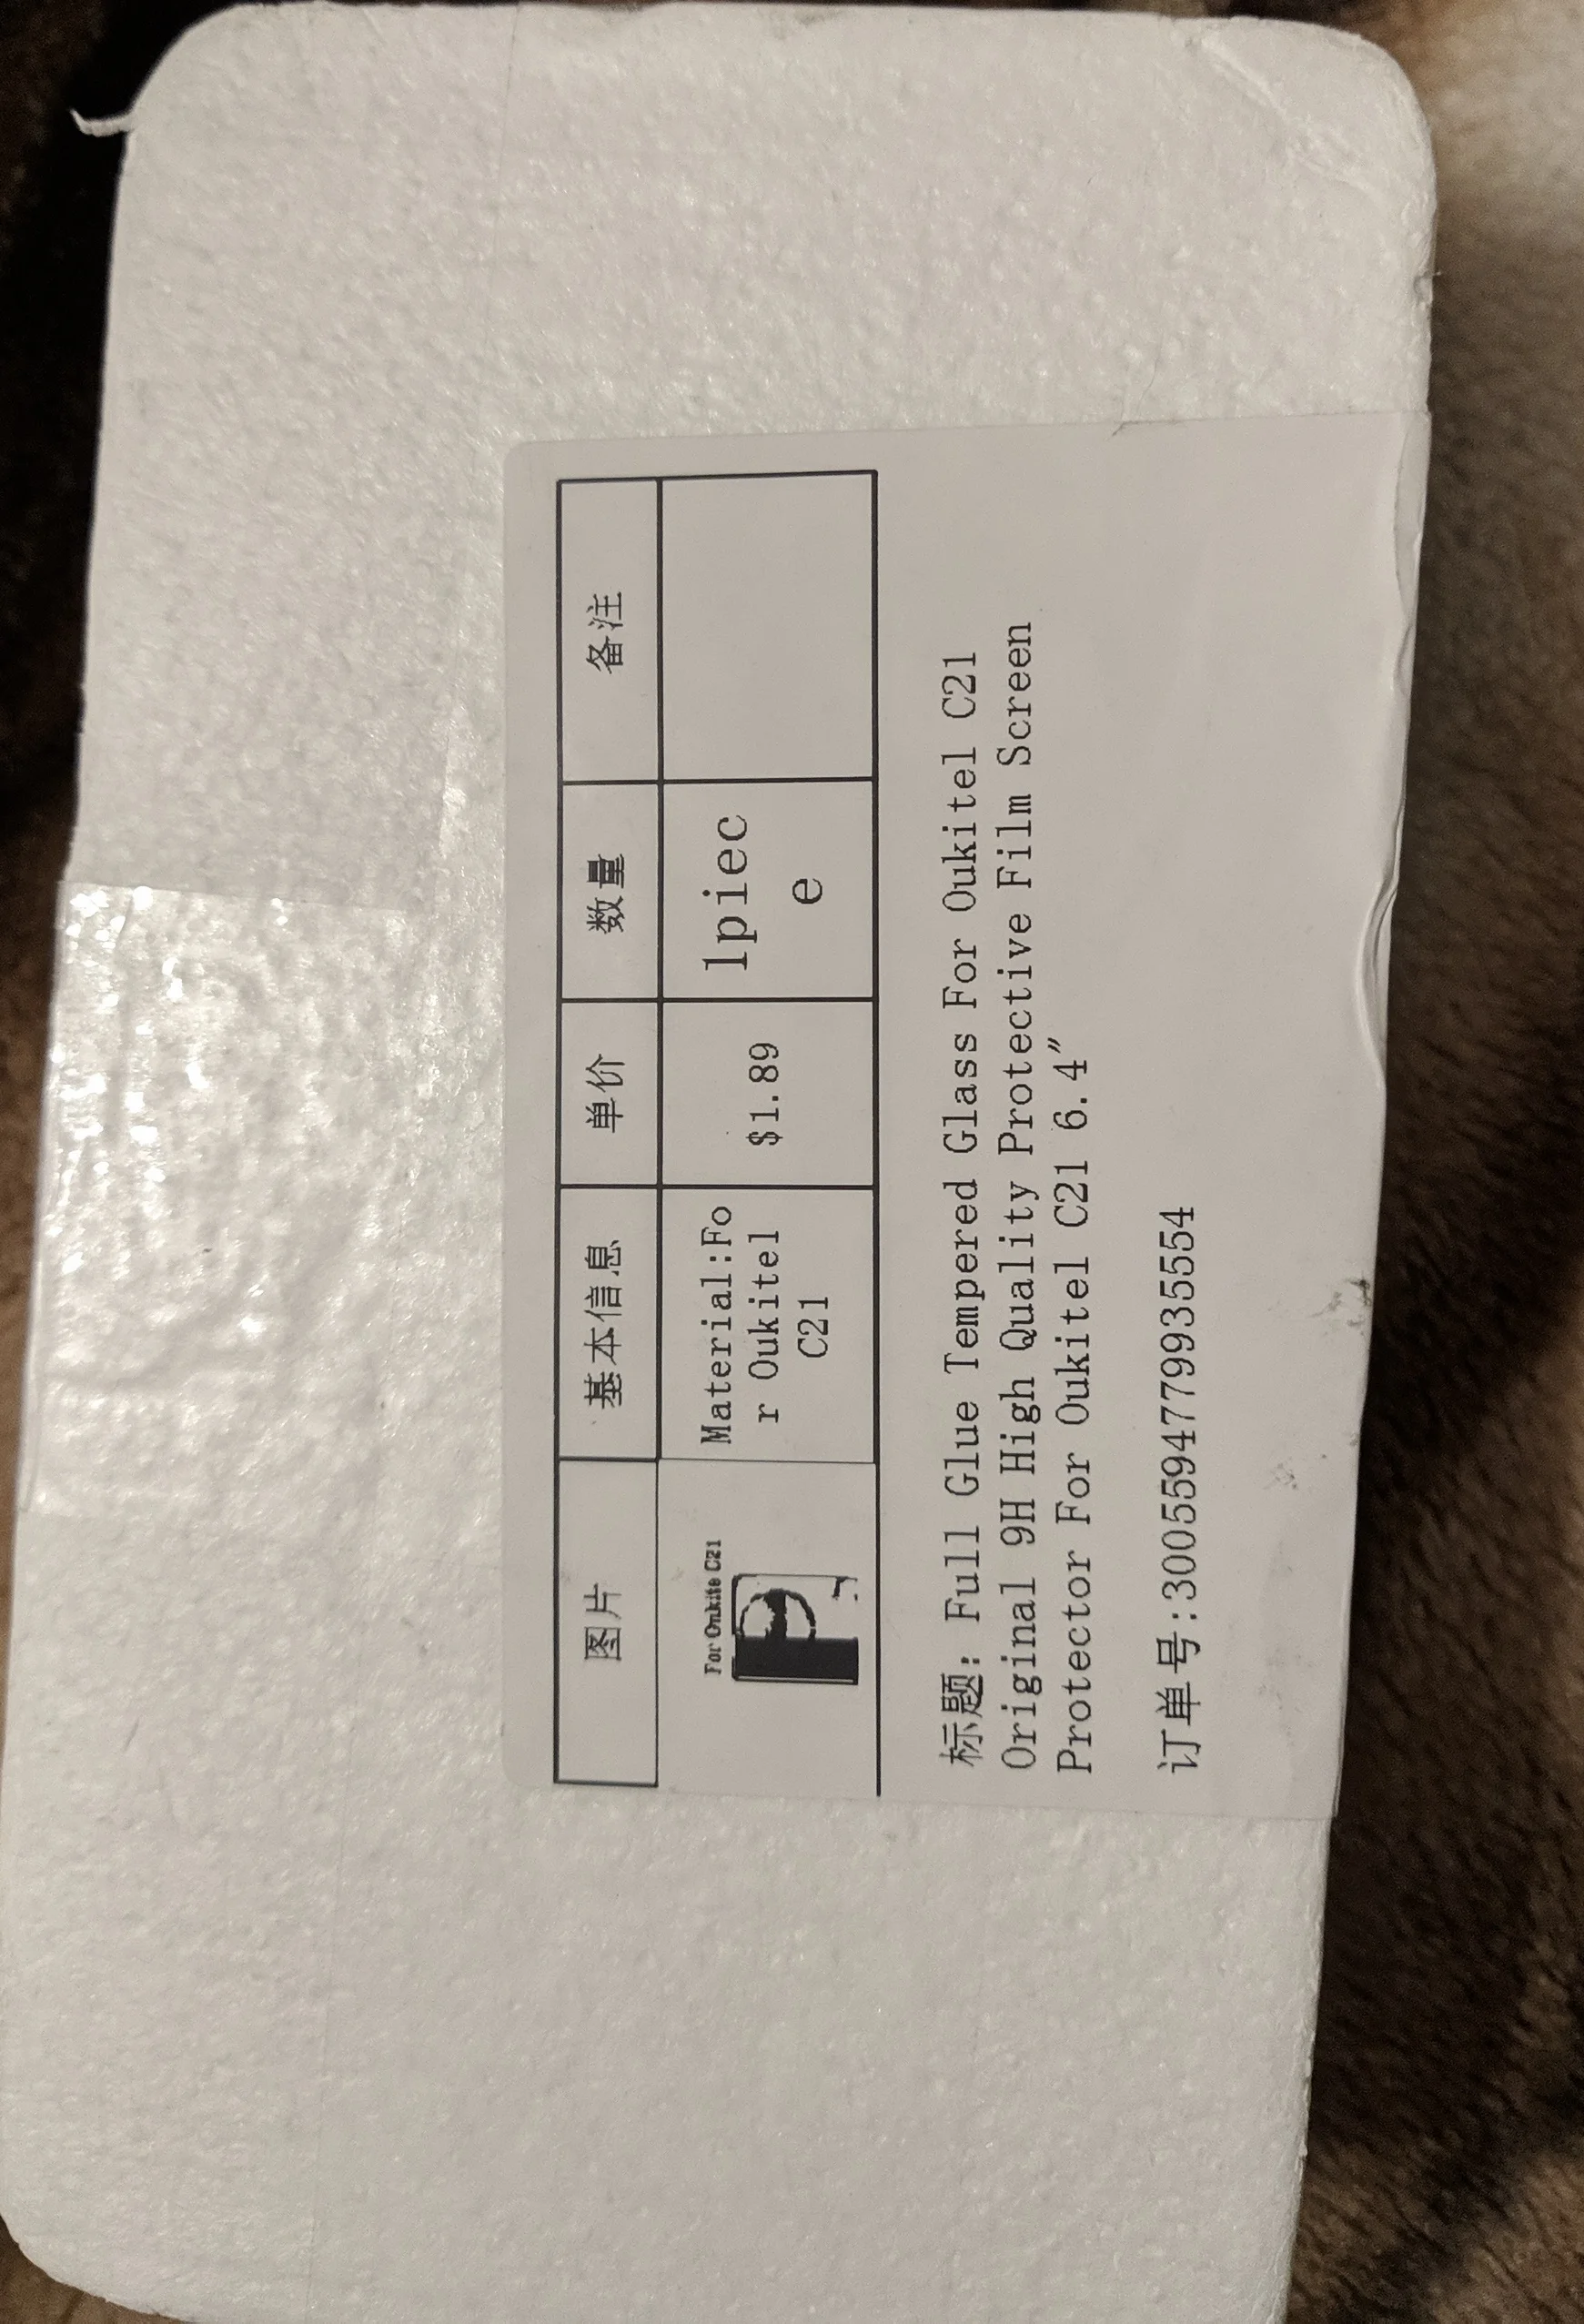 图片 基本信息 单价 数量 备注
For Onkite C21
Material:Fo
r Oukitel
C21
$1.89
1piec
e
标题: Full Glue Tempered Glass For Oukitel C21
Original 9H High Quality Protective Film Screen
Protector For Oukitel C21 6.4"
订单号:3005594779935554